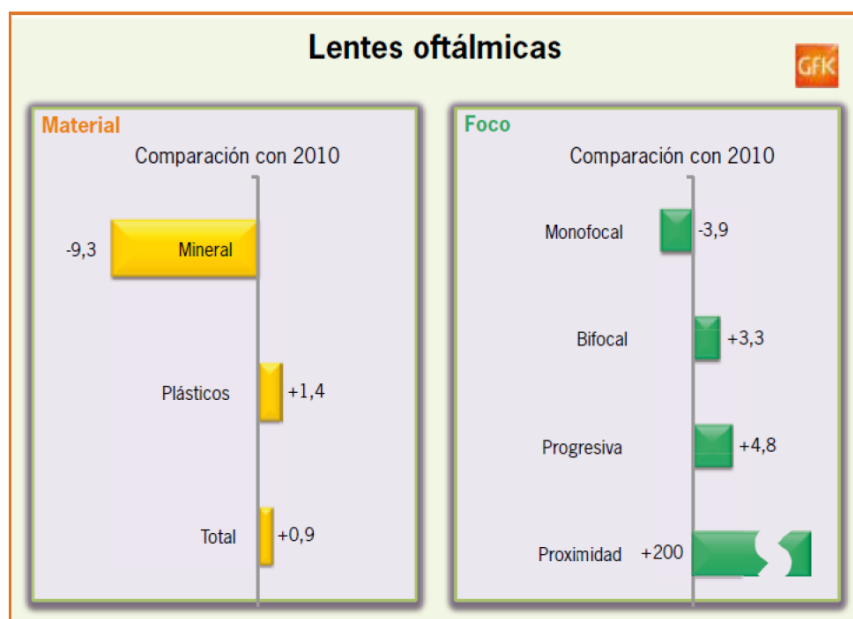 Lentes oftálmicas
GFK
Material
Comparación con 2010
-9,3
Mineral
Plásticos
+1,4
Total
+0,9
Foco
Comparación con 2010
Monofocal
-3,9
Bifocal
+3,3
Progresiva
+4,8
Proximidad
+200